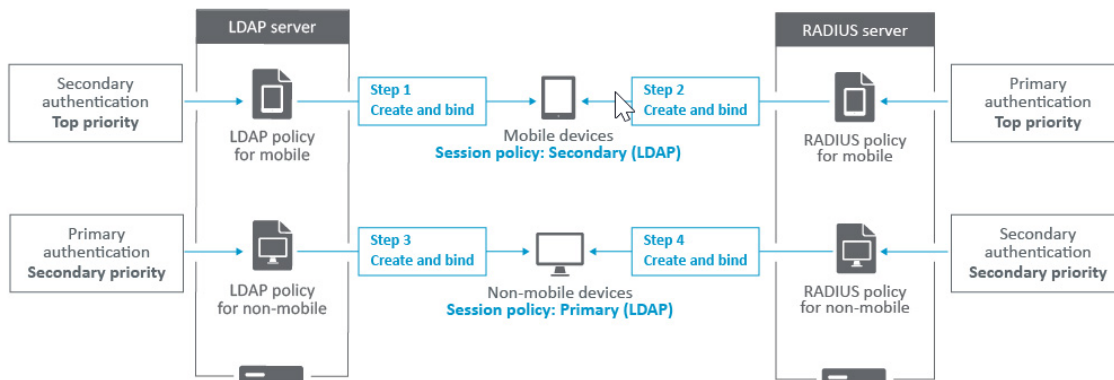 LDAP server
RADIUS server
Secondary
authentication
Top priority
LDAP policy
for mobile
Step 1
Create and bind
Mobile devices
Session policy: Secondary (LDAP)
Step 2
Create and bind
RADIUS policy
for mobile
Primary
authentication
Top priority
Primary
authentication
Secondary priority
LDAP policy
for non-mobile
Step 3
Create and bind
Non-mobile devices
Session policy: Primary (LDAP)
Step 4
Create and bind
RADIUS policy
for non-mobile
Secondary
authentication
Secondary priority